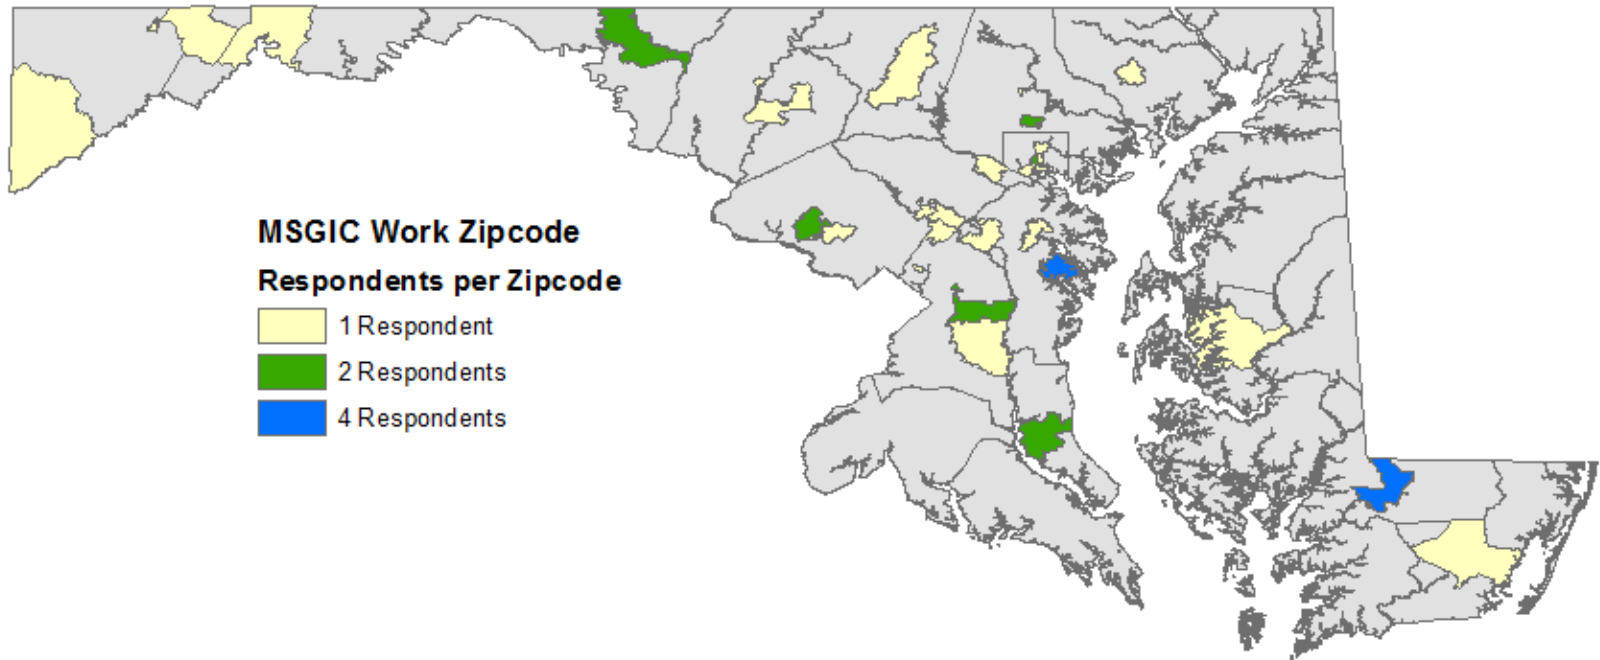 MSGIC Work Zipcode
Respondents per Zipcode
1 Respondent
2 Respondents
4 Respondents